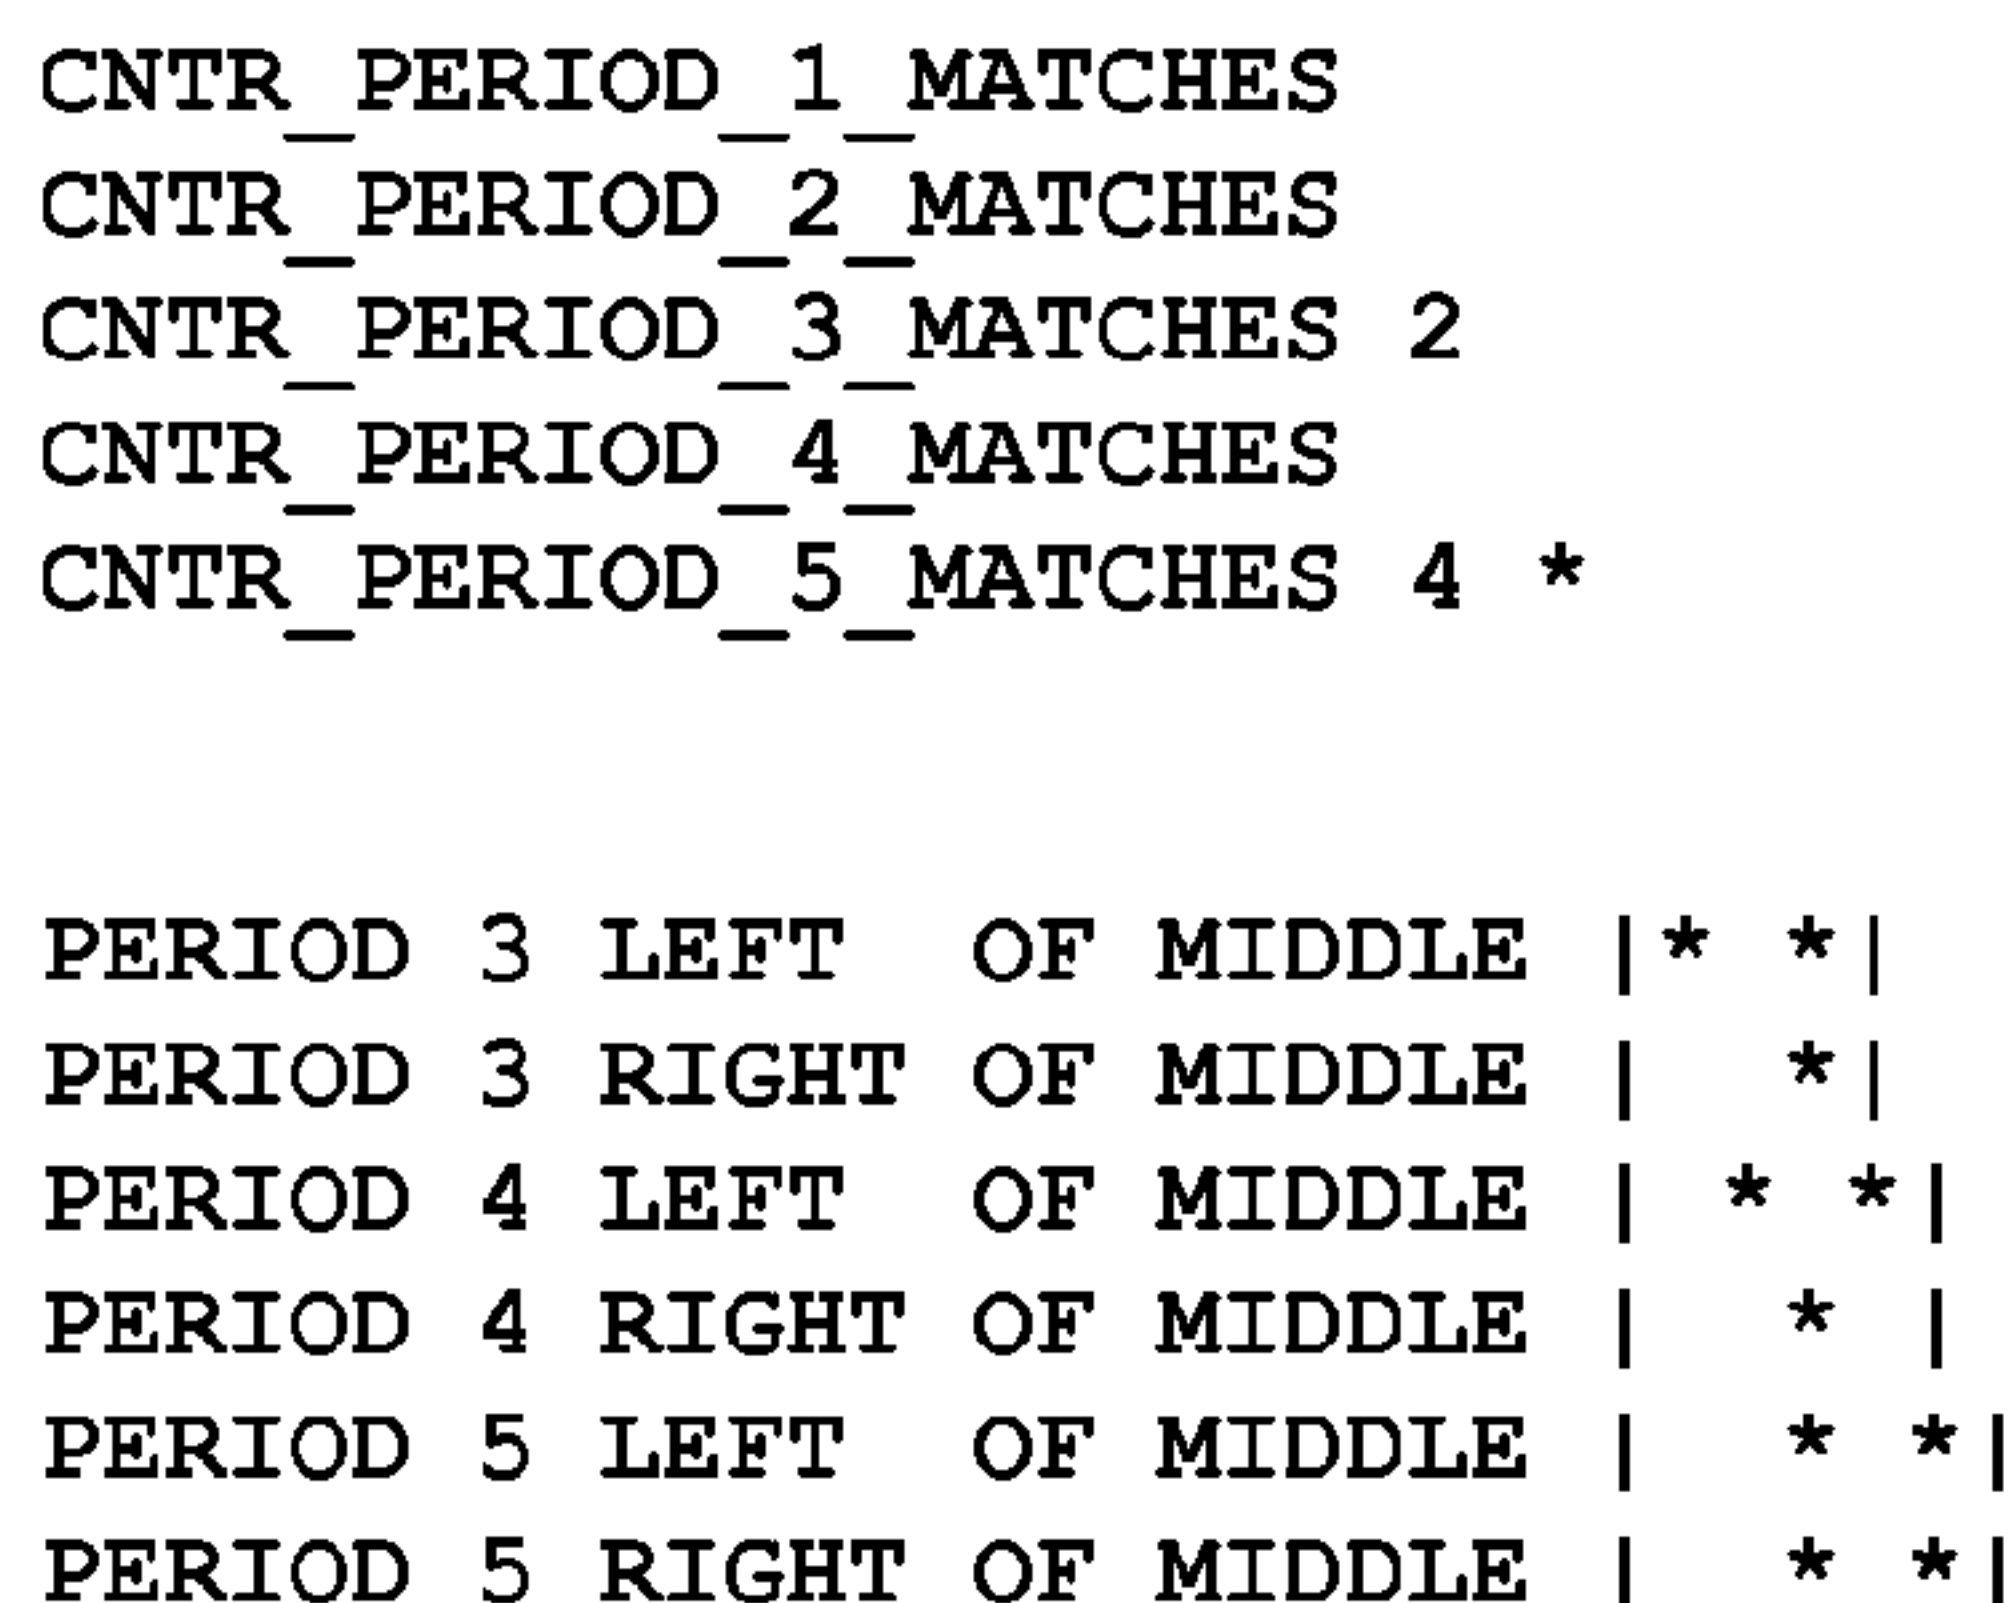 CNTR_PERIOD_1_MATCHES
CNTR_PERIOD_2_MATCHES
CNTR_PERIOD_3_MATCHES 2
CNTR_PERIOD_4_MATCHES
CNTR_PERIOD_5_MATCHES 4 *
PERIOD 3 LEFT  OF MIDDLE |* *|
PERIOD 3 RIGHT OF MIDDLE |  *|
PERIOD 4 LEFT  OF MIDDLE | * *|
PERIOD 4 RIGHT OF MIDDLE |  * |
PERIOD 5 LEFT  OF MIDDLE |  * *|
PERIOD 5 RIGHT OF MIDDLE |  * *|